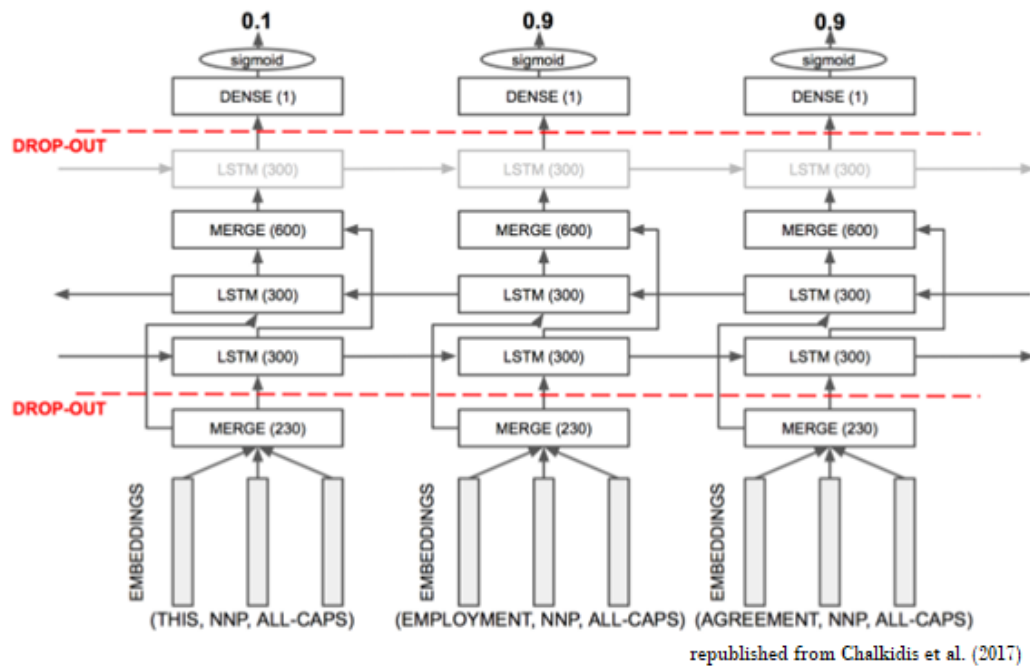 0.1 0.9 0.9
sigmoid sigmoid sigmoid
DENSE (1) DENSE (1) DENSE (1)
DROP-OUT
LSTM (300) LSTM (300) LSTM (300)
MERGE (600) MERGE (600) MERGE (600)
LSTM (300) LSTM (300) LSTM (300)
LSTM (300) LSTM (300) LSTM (300)
DROP-OUT
MERGE (230) MERGE (230) MERGE (230)
EMBEDDINGS EMBEDDINGS EMBEDDINGS
(THIS, NNP, ALL-CAPS) (EMPLOYMENT, NNP, ALL-CAPS) (AGREEMENT, NNP, ALL-CAPS)
republished from Chalkidis et al. (2017)